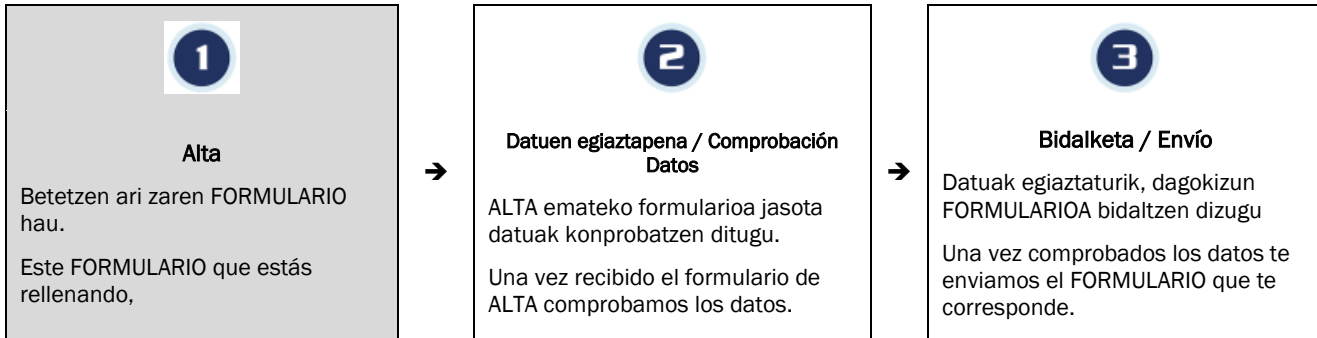 1
Alta
Betetzen ari zaren FORMULARIO
hau.
Este FORMULARIO que estás
rellenando,
➔
2
Datuen egiaztapena / Comprobación
Datos
ALTA emateko formularioa jasota
datuak konprobatzen ditugu.
Una vez recibido el formulario de
ALTA comprobamos los datos.
➔
3
Bidalketa / Envío
Datuak egiaztaturik, dagokizun
FORMULARIOA bidaltzen dizugu
Una vez comprobados los datos te
enviamos el FORMULARIO que te
corresponde.